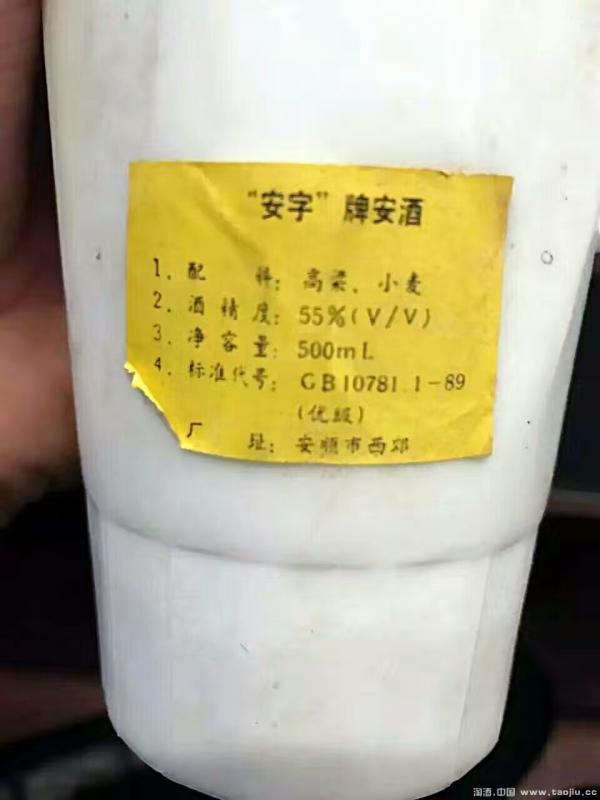 “安字”牌安酒
1．配 料：高粱、小麦
2．酒精度：55%(V/V)
3．净容量：500mL
4．标准代号：GB10781.1-89
(优级)
厂 址：安顺市西郊
淘酒.中国 www.taojiu.cc